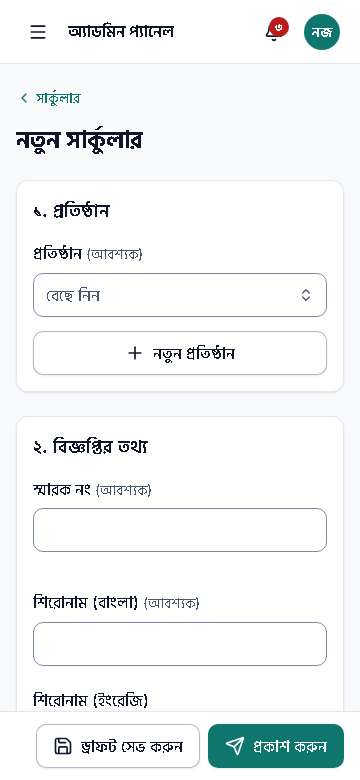 অ্যাডমিন প্যানেল
৩
নজ
সার্কুলার
নতুন সার্কুলার
১. প্রতিষ্ঠান
প্রতিষ্ঠান (আবশ্যক)
বেছে নিন
নতুন প্রতিষ্ঠান
২. বিজ্ঞপ্তির তথ্য
স্মারক নং (আবশ্যক)
শিরোনাম (বাংলা) (আবশ্যক)
শিরোনাম (ইংরেজি)
ড্রাফট সেভ করুন
প্রকাশ করুন